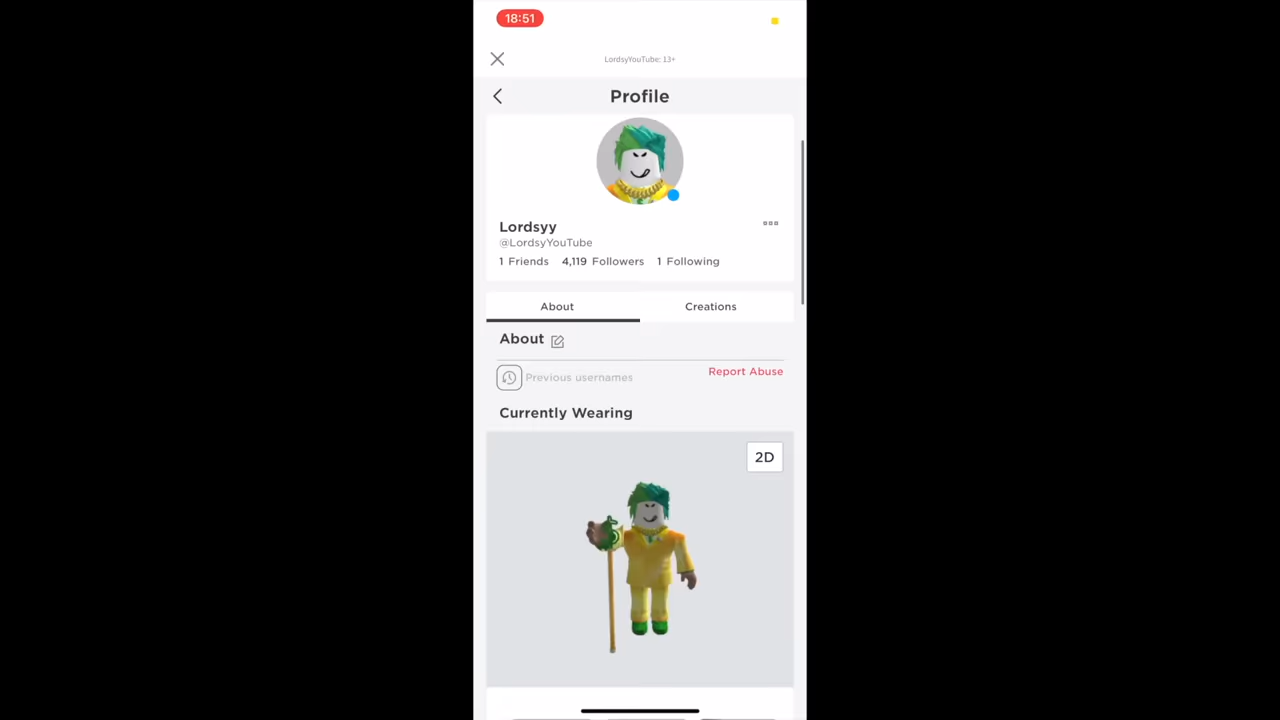 18:51
LordsyYouTube: 13+
Profile
Lordsyy
@LordsyYouTube
1 Friends 4,119 Followers 1 Following
About Creations
About
Previous usernames Report Abuse
Currently Wearing
2D